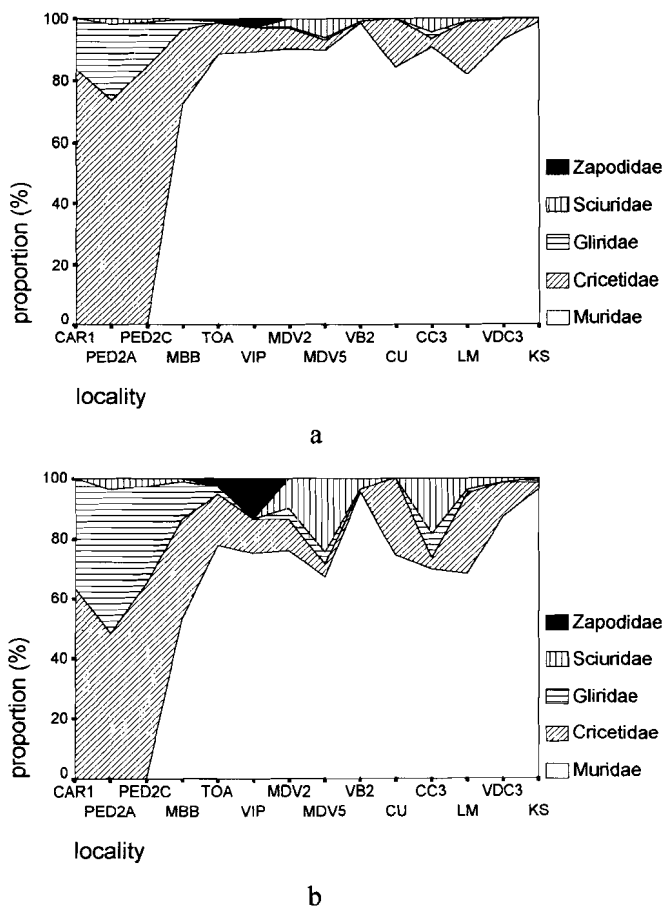 100
80
60
40
20
0
proportion (%)
CAR1 PED2C TOA MDV2 VB2 CC3 VDC3
PED2A MBB VIP MDV5 CU LM KS
locality
Zapodidae
Sciuridae
Gliridae
Cricetidae
Muridae
a
100
80
60
40
20
0
proportion (%)
CAR1 PED2C TOA MDV2 VB2 CC3 VDC3
PED2A MBB VIP MDV5 CU LM KS
locality
Zapodidae
Sciuridae
Gliridae
Cricetidae
Muridae
b